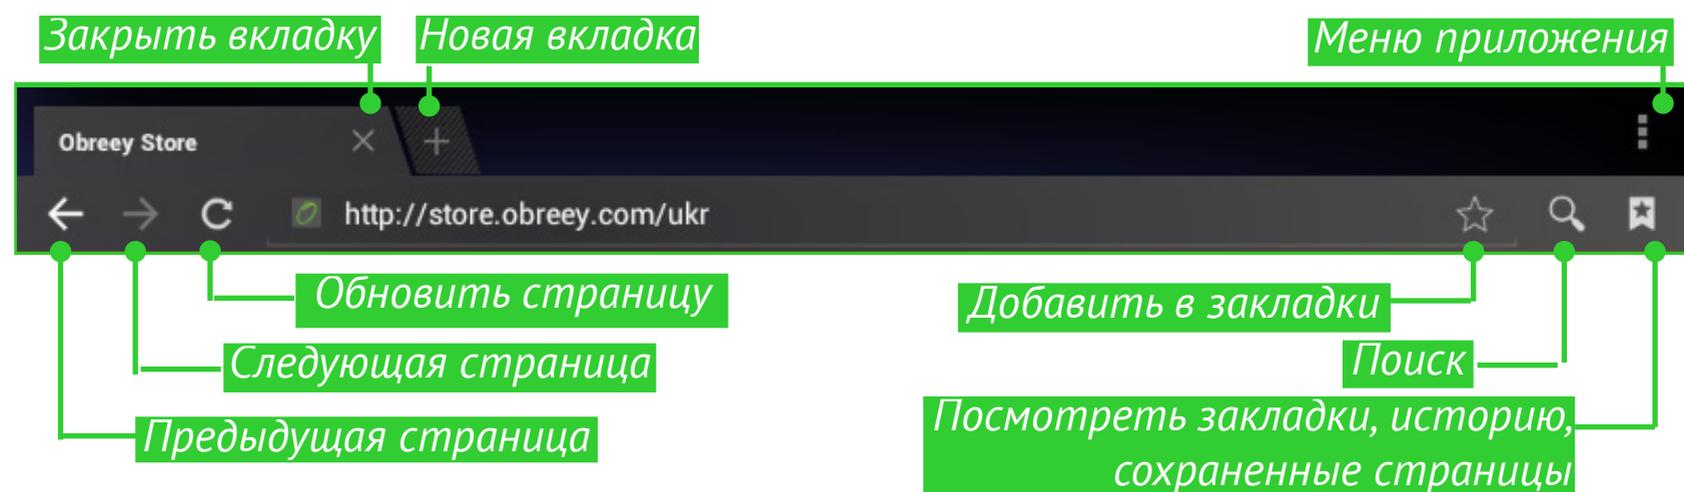 Закрыть вкладку
Новая вкладка
Меню приложения
Obreey Store
http://store.obreey.com/ukr
Обновить страницу
Добавить в закладки
Следующая страница
Поиск
Предыдущая страница
Посмотреть закладки, историю,
сохраненные страницы